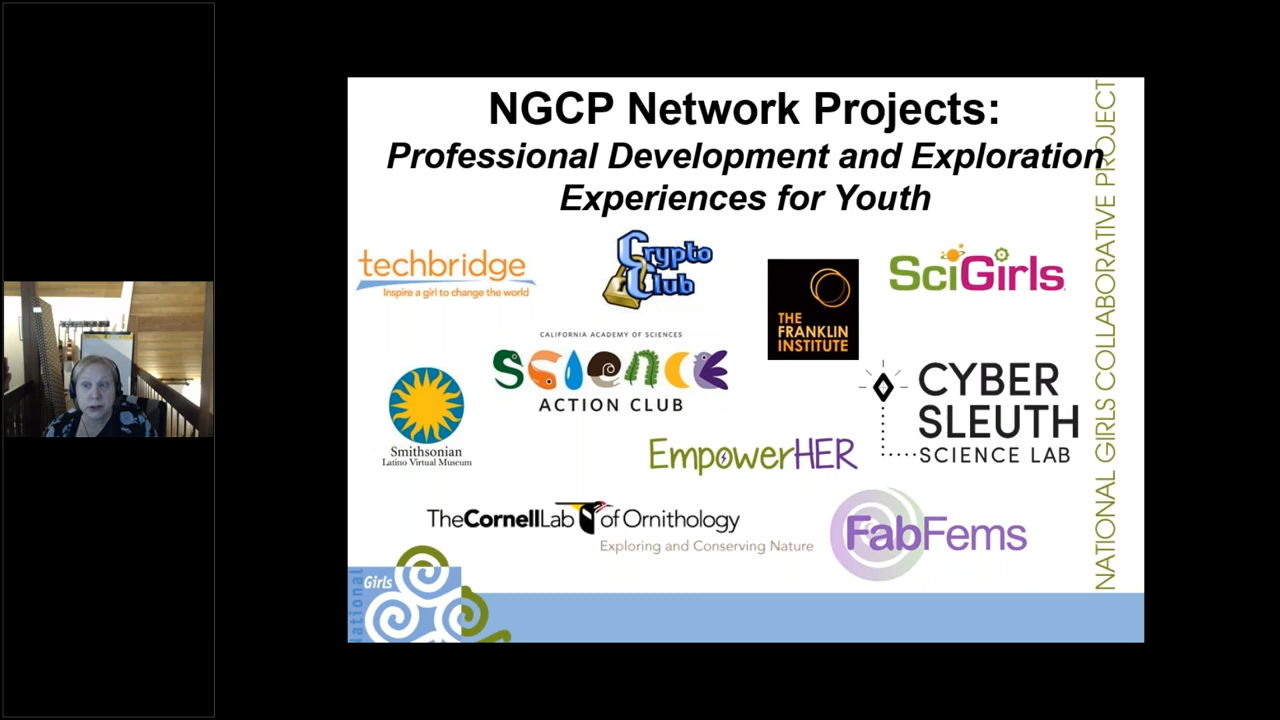 NGCP Network Projects:
Professional Development and Exploration
Experiences for Youth
techbridge
Inspire a girl to change the world
Crypto
Club
THE
FRANKLIN
INSTITUTE
SciGirls
CALIFORNIA ACADEMY OF SCIENCES
SCIENCE
ACTION CLUB
Smithsonian
Latino Virtual Museum
CYBER
SLEUTH
SCIENCE LAB
EmpowerHER
TheCornellLab of Ornithology
Exploring and Conserving Nature
FabFems
Girls
National
NATIONAL GIRLS COLLABORATIVE PROJECT